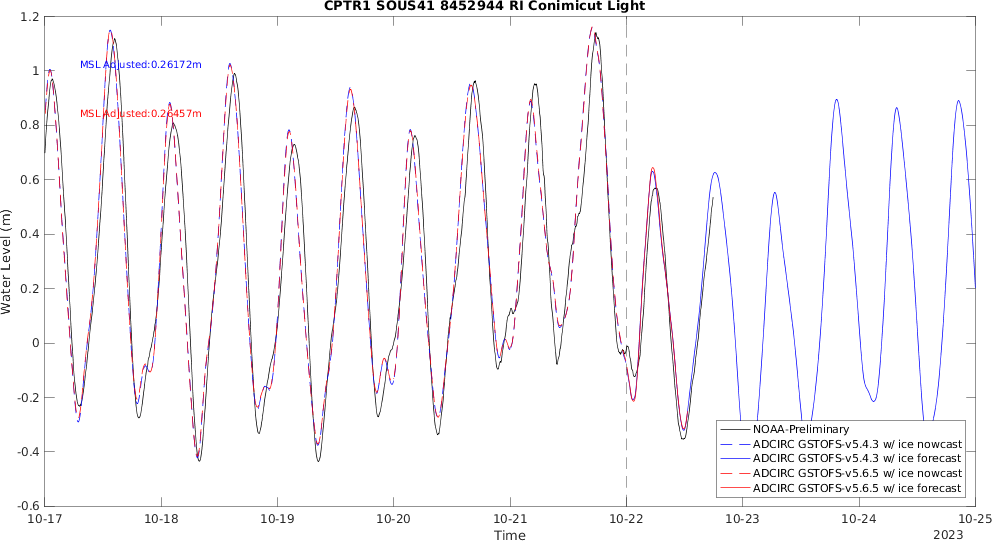 CPTR1 SOUS41 8452944 RI Conimicut Light
1.2
1
0.8
0.6
0.4
0.2
0
-0.2
-0.4
-0.6
Water Level (m)
MSL Adjusted:0.26172m
MSL Adjusted:0.26457m
NOAA-Preliminary
ADCIRC GSTOFS-v5.4.3 w/ ice nowcast
ADCIRC GSTOFS-v5.4.3 w/ ice forecast
ADCIRC GSTOFS-v5.6.5 w/ ice nowcast
ADCIRC GSTOFS-v5.6.5 w/ ice forecast
10-17 10-18 10-19 10-20 10-21 10-22 10-23 10-24 10-25
Time
2023